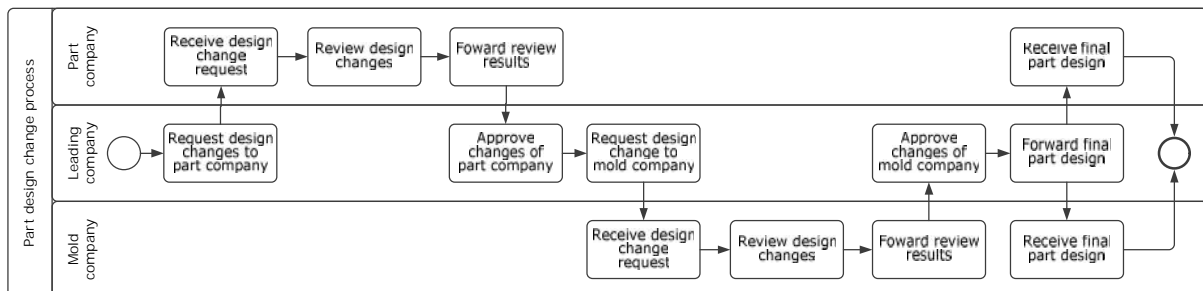 Part design change process
Part
company
Receive design
change
request
Review design
changes
Foward review
results
Receive final
part design
Leading
company
Request design
changes to
part company
Approve
changes of
part company
Request design
change to
mold company
Approve
changes of
mold company
Forward final
part design
Mold
company
Receive design
change
request
Review design
changes
Foward review
results
Receive final
part design